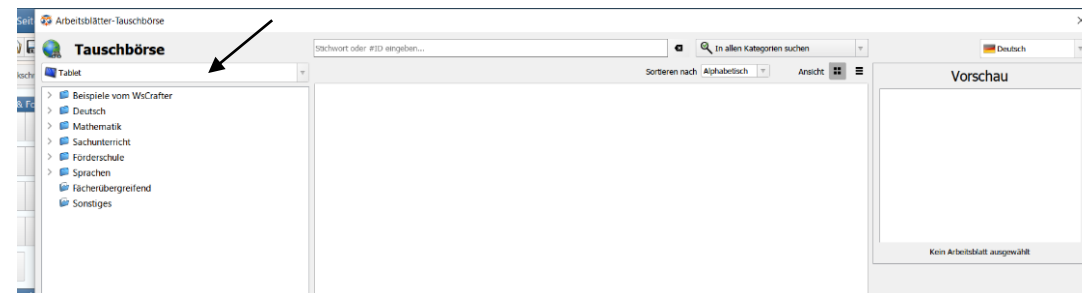 Seit
Arbeitsblätter-Tauschbörse
Tauschbörse
Stichwort oder #ID eingeben...
In allen Kategorien suchen
Deutsch
Tablet
Sortieren nach
Alphabetisch
Ansicht
Vorschau
Beispiele vom WsCrafter
Deutsch
Mathematik
Sachunterricht
Förderschule
Sprachen
Fächerübergreifend
Sonstiges
Kein Arbeitsblatt ausgewählt